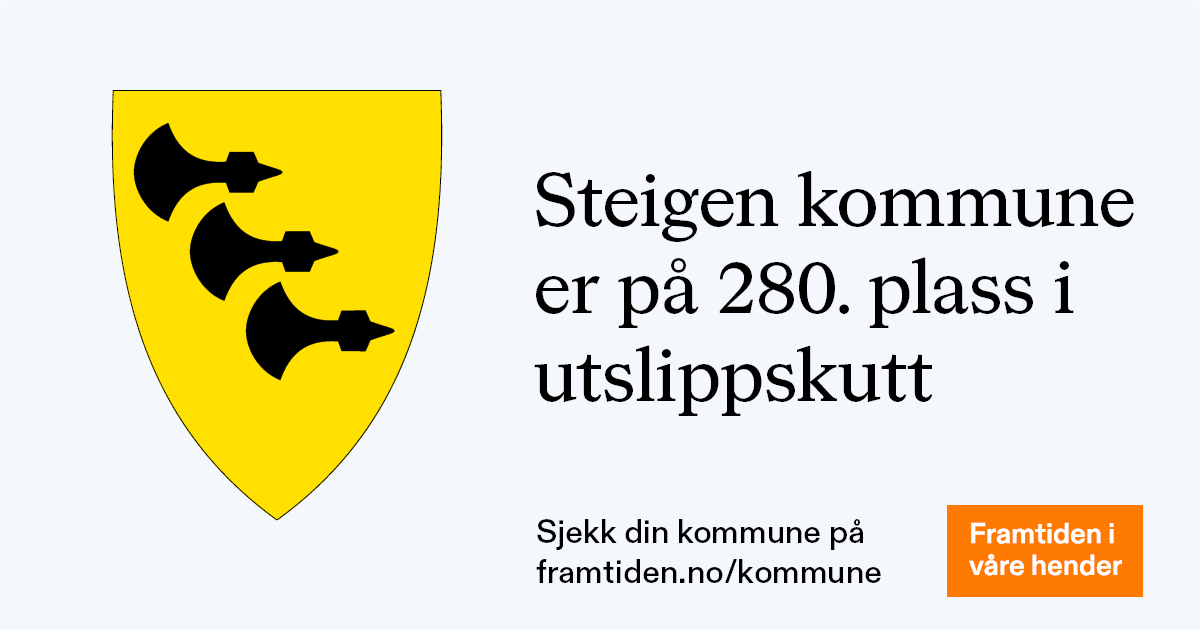 Steigen kommune
er på 280. plass i
utslippskutt
Sjekk din kommune på
framtiden.no/kommune
Framtiden i
våre hender